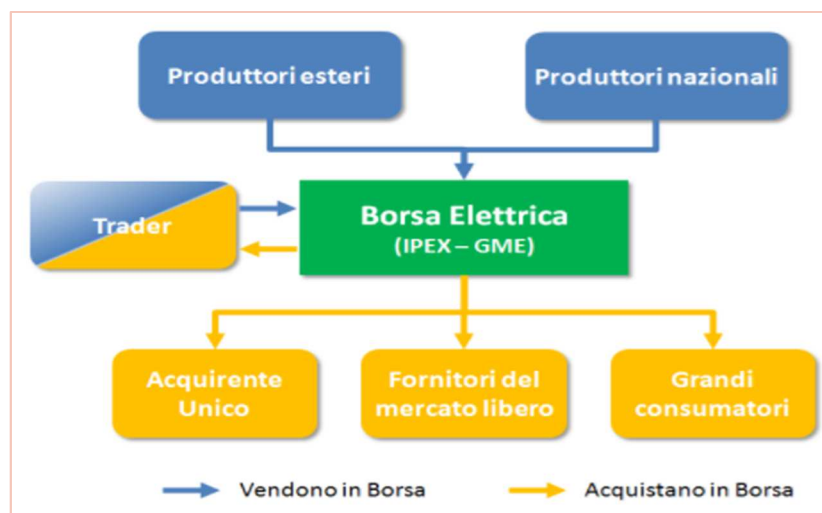 Produttori esteri
Produttori nazionali
Trader
Borsa Elettrica
(IPEX – GME)
Acquirente
Unico
Fornitori del
mercato libero
Grandi
consumatori
Vendono in Borsa
Acquistano in Borsa